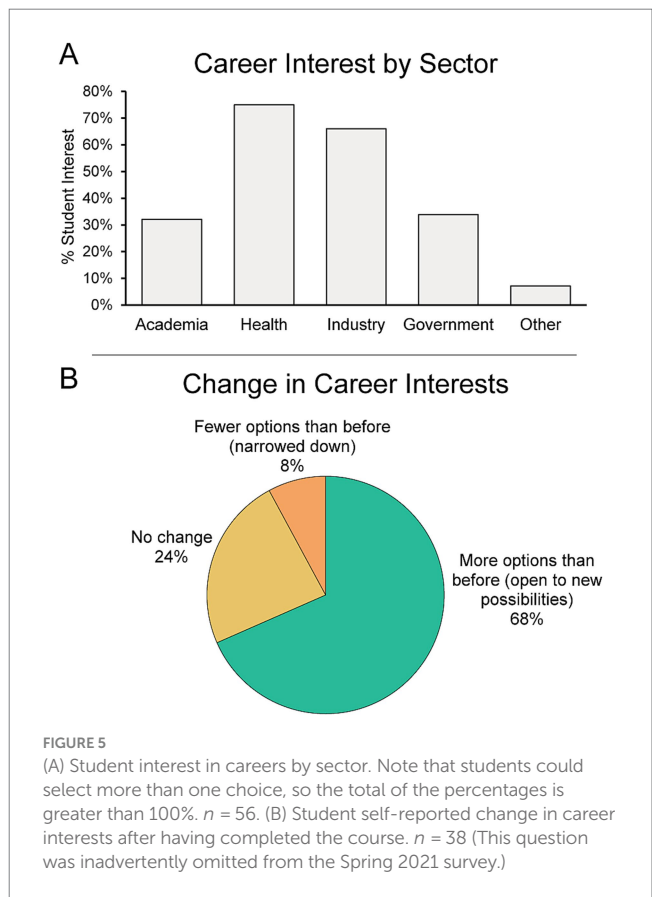 A
Career Interest by Sector
80%
70%
60%
50%
40%
30%
20%
10%
0%
% Student Interest
Academia Health Industry Government Other
B
Change in Career Interests
Fewer options than before
(narrowed down)
8%
No change
24%
More options than
before (open to new
possibilities)
68%
FIGURE 5
(A) Student interest in careers by sector. Note that students could
select more than one choice, so the total of the percentages is
greater than 100%. n = 56. (B) Student self-reported change in career
interests after having completed the course. n = 38 (This question
was inadvertently omitted from the Spring 2021 survey.)